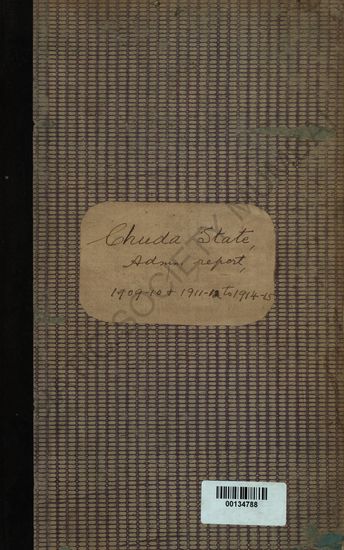 Chuda State,
Admn report,
1909-10 & 1911-12 to 1914-15
00134788